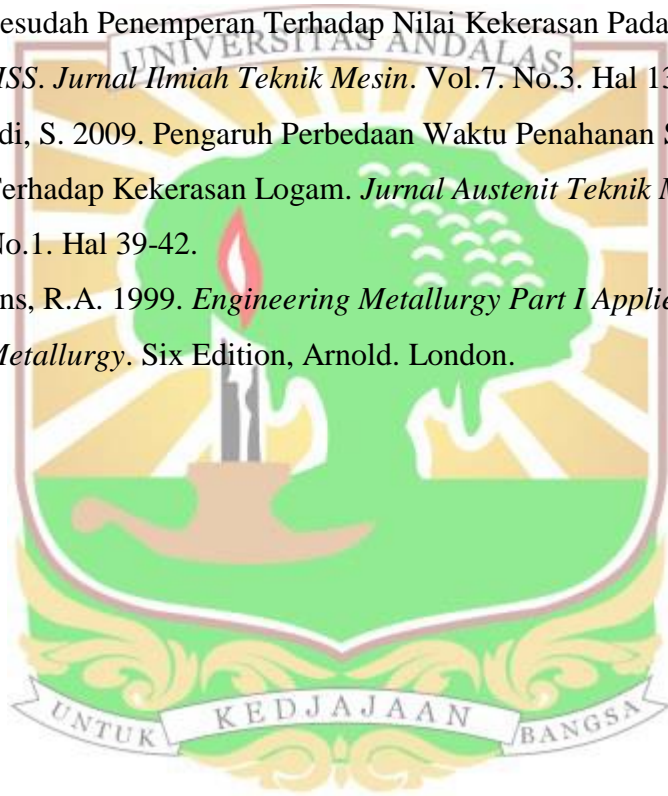 esudah Penemperan Terhadap Nilai Kekerasan Pada
UNIVERSITAS ANDALAS
ISS. Jurnal Ilmiah Teknik Mesin. Vol.7. No.3. Hal 13
di, S. 2009. Pengaruh Perbedaan Waktu Penahanan S
erhadap Kekerasan Logam. Jurnal Austenit Teknik M
No.1. Hal 39-42.
ns, R.A. 1999. Engineering Metallurgy Part I Applie
Metallurgy. Six Edition, Arnold. London.
UNTUK KEDJAJAAN BANGSA